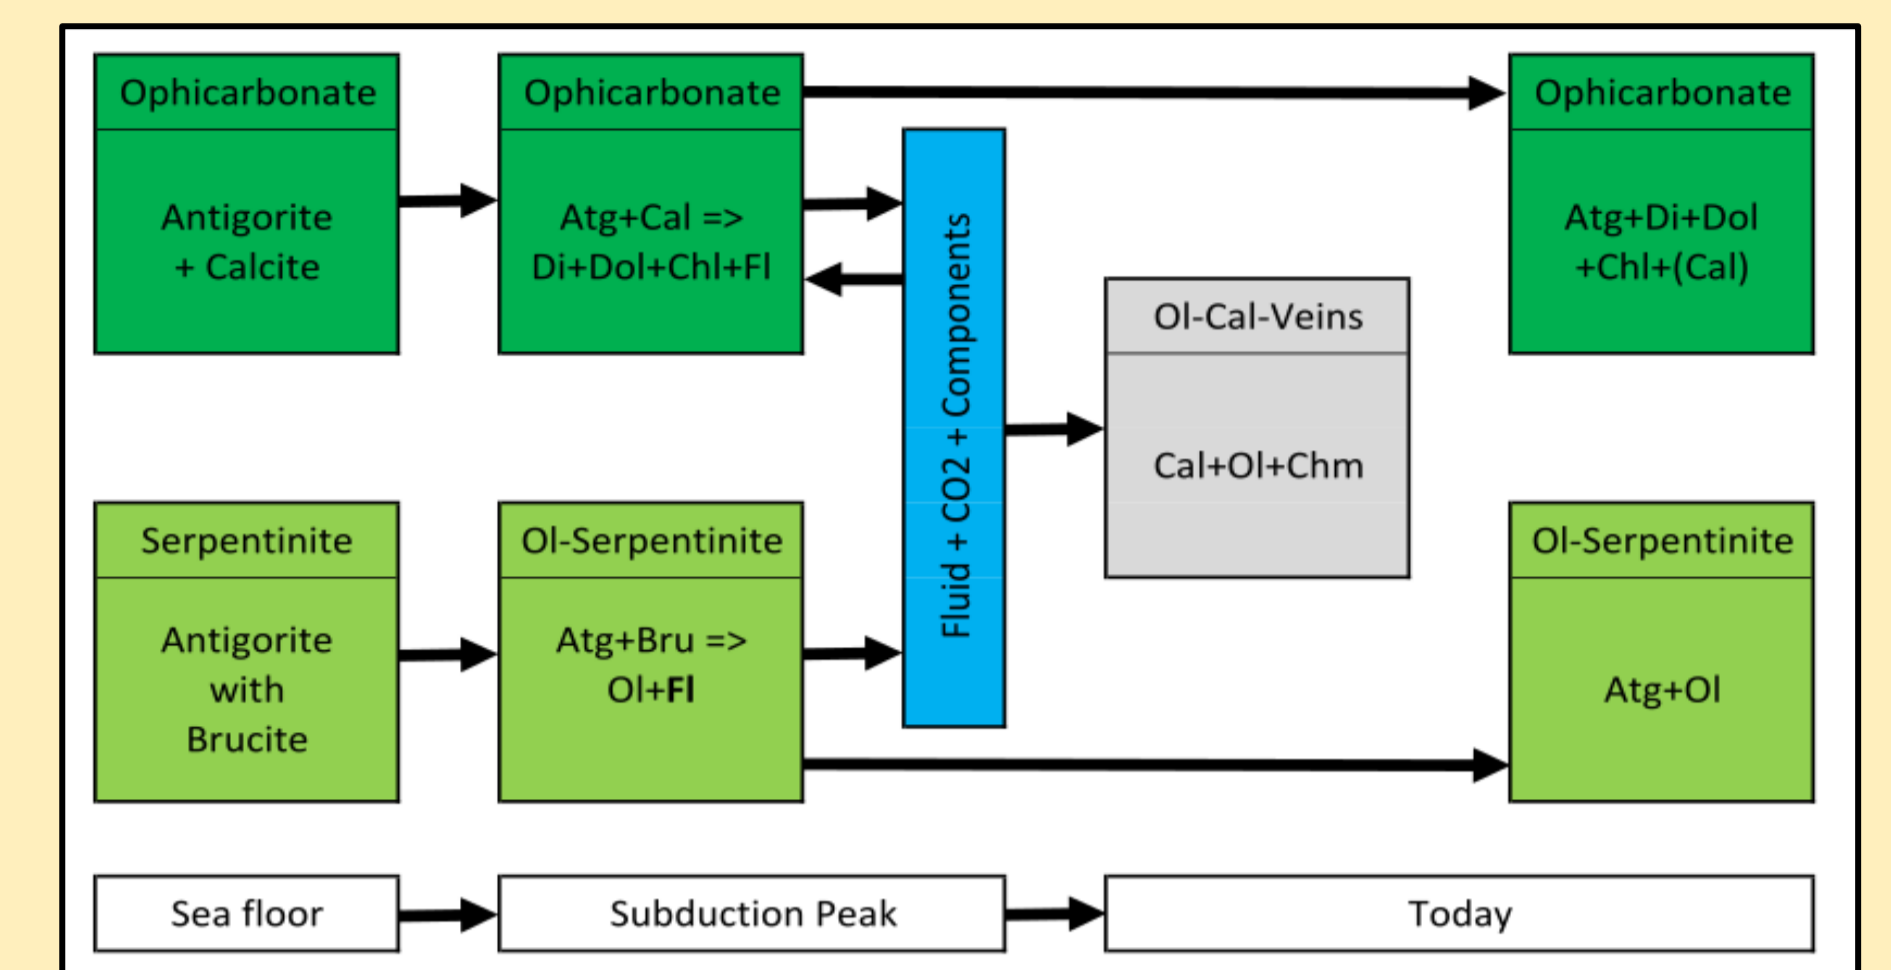 Ophicarbonate
Antigorite
+ Calcite
Ophicarbonate
Atg+Cal =>
Di+Dol+Chl+Fl
Fluid + CO2 + Components
Ol-Cal-Veins
Cal+Ol+Chm
Ophicarbonate
Atg+Di+Dol
+Chl+(Cal)
Serpentinite
Antigorite
with
Brucite
Ol-Serpentinite
Atg+Bru =>
Ol+Fl
Ol-Serpentinite
Atg+Ol
Sea floor
Subduction Peak
Today